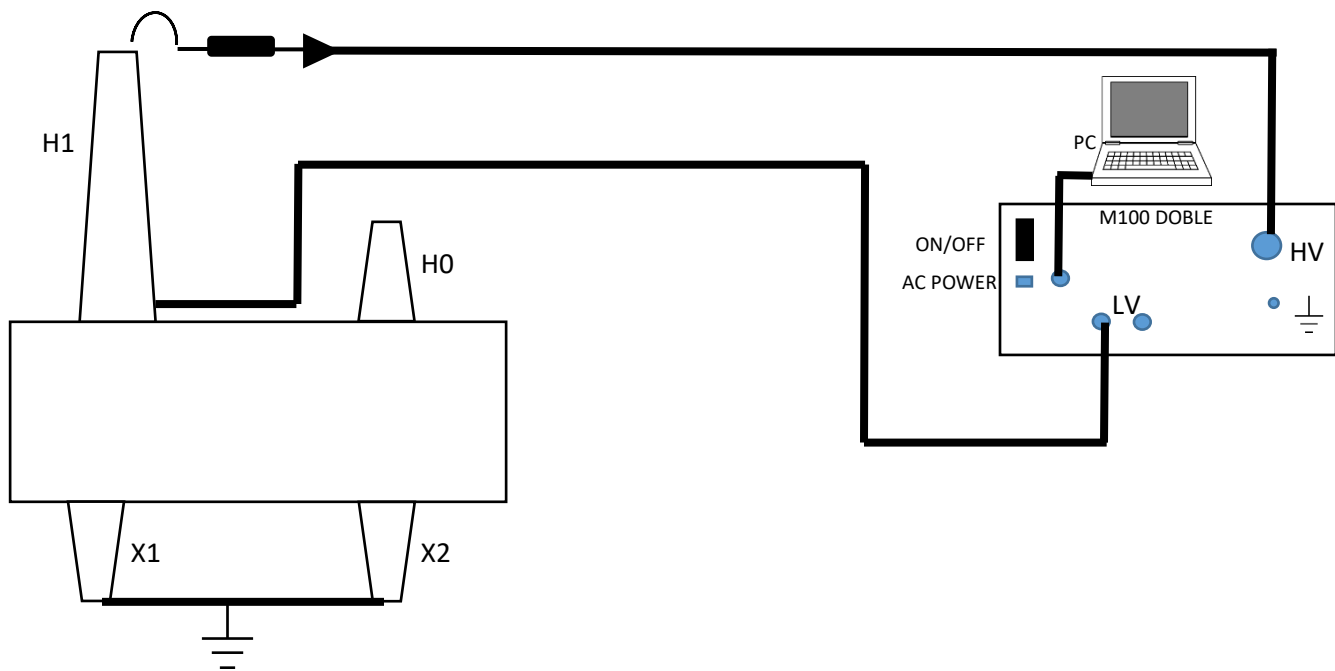 H1
H0
X1
X2
PC
M100 DOBLE
ON/OFF
AC POWER
HV
LV